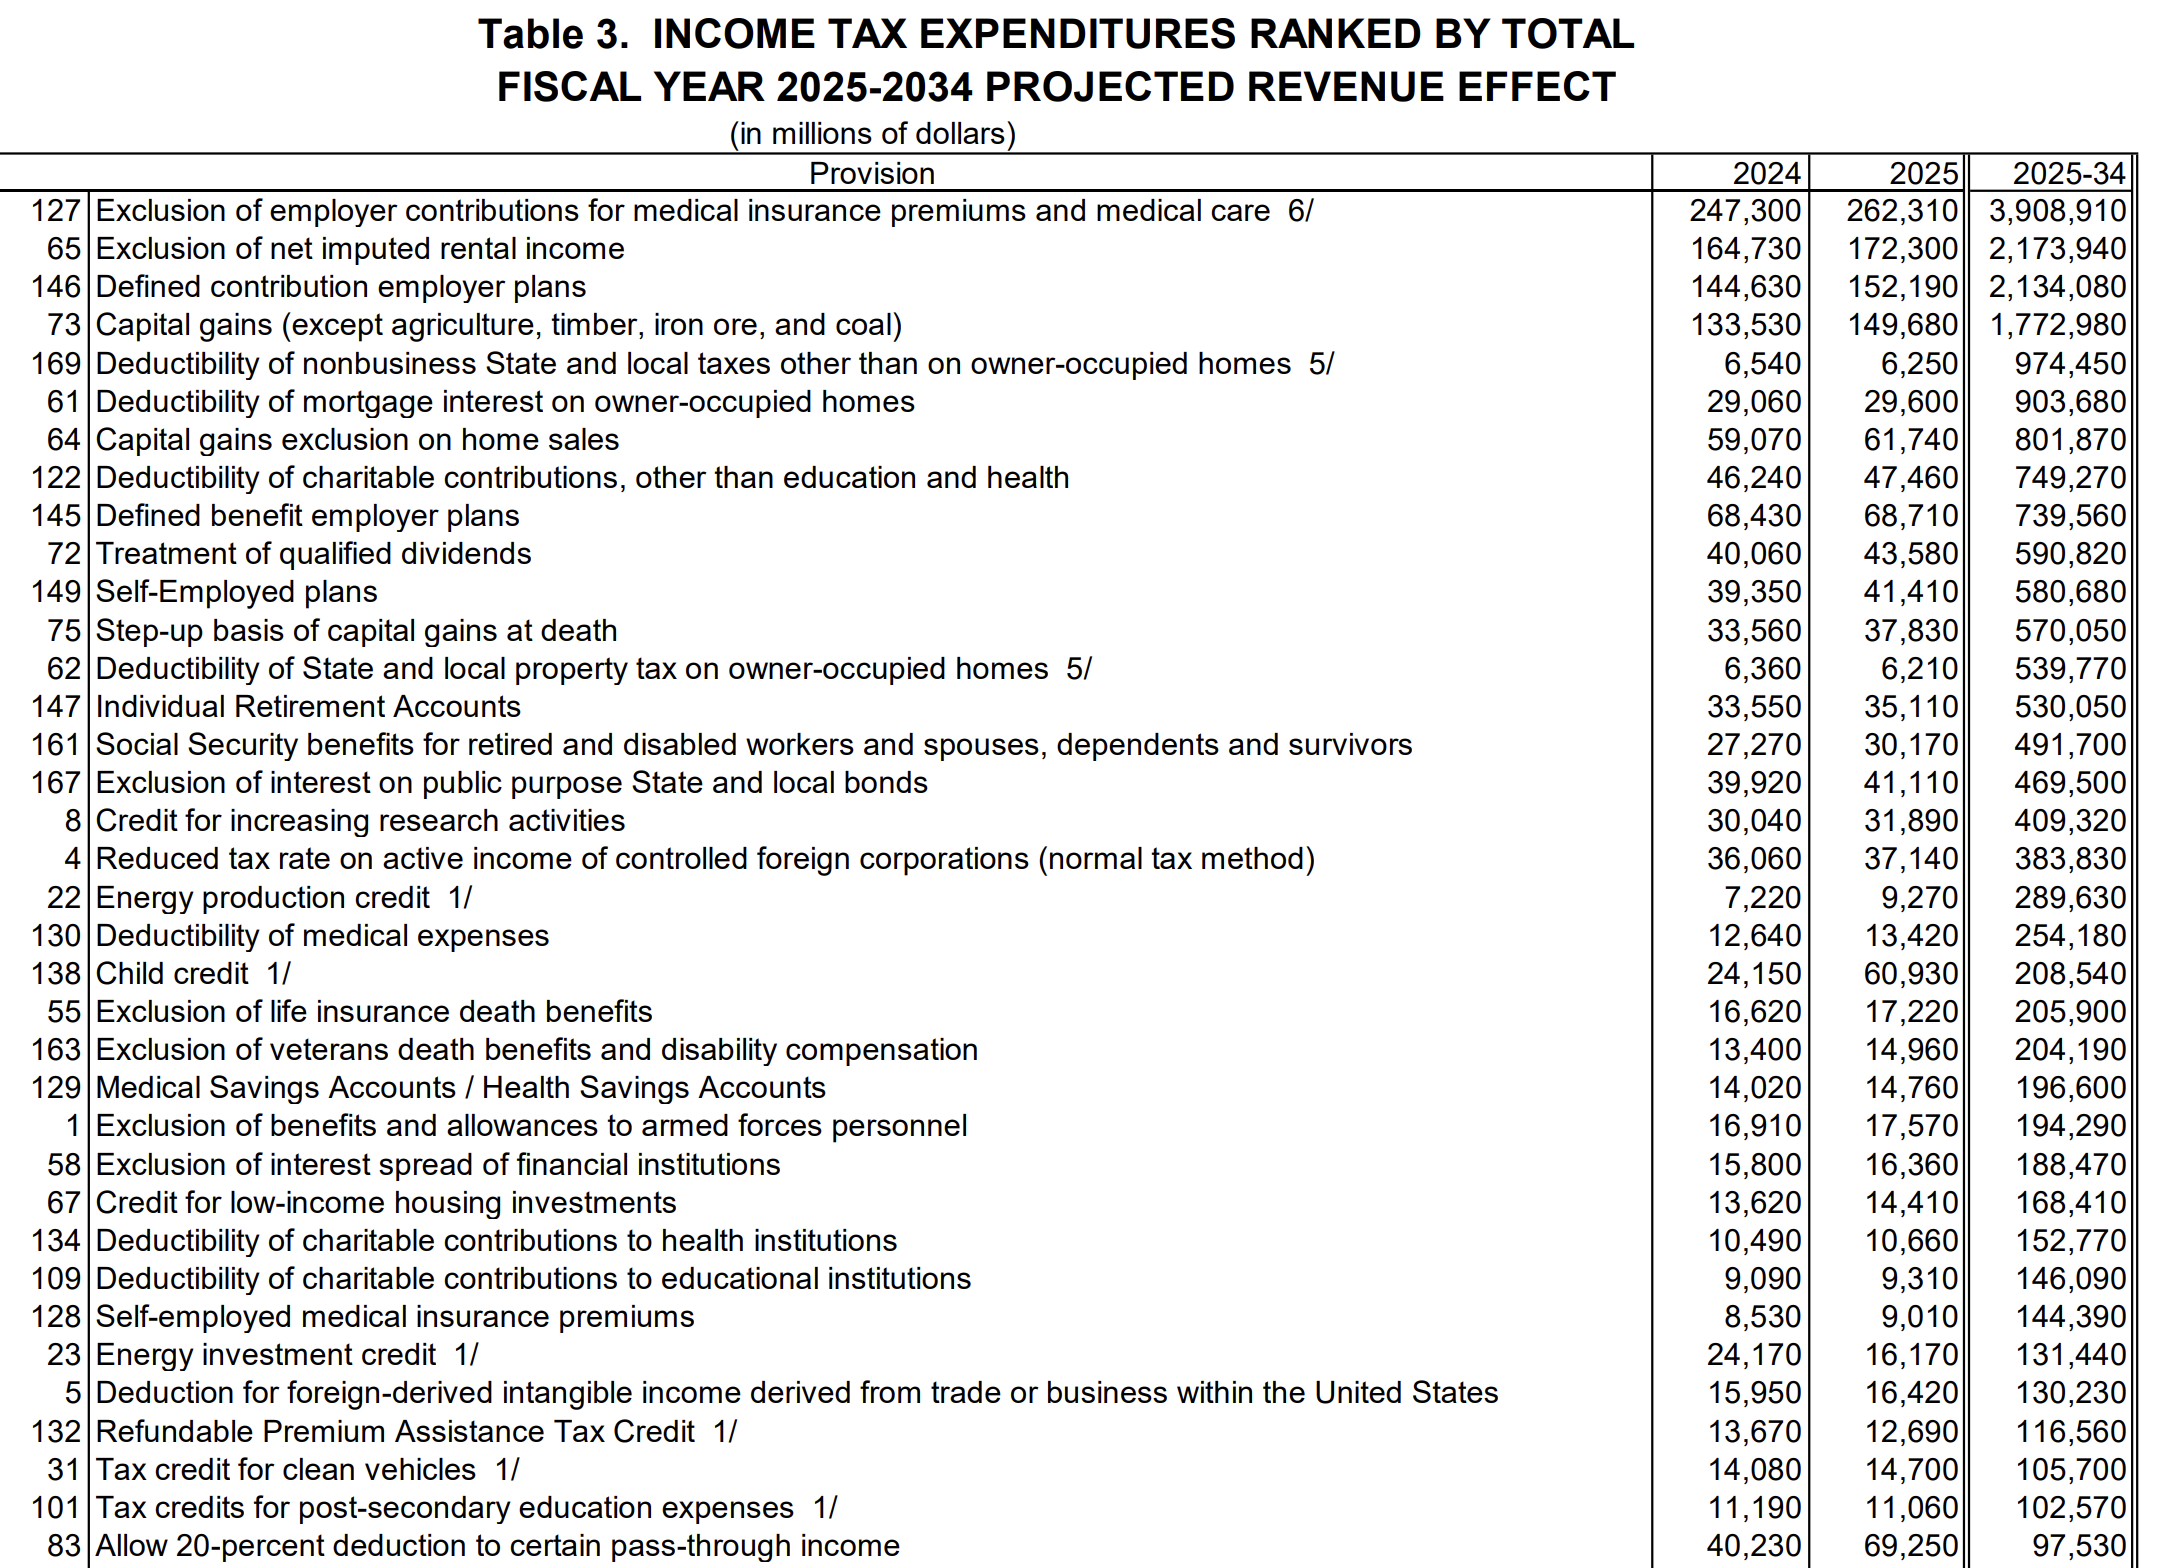 Table 3. INCOME TAX EXPENDITURES RANKED BY TOTAL
FISCAL YEAR 2025-2034 PROJECTED REVENUE EFFECT
(in millions of dollars)
Provision 2024 2025 2025-34
127 Exclusion of employer contributions for medical insurance premiums and medical care 6/ 247,300 262,310 3,908,910
65 Exclusion of net imputed rental income 164,730 172,300 2,173,940
146 Defined contribution employer plans 144,630 152,190 2,134,080
73 Capital gains (except agriculture, timber, iron ore, and coal) 133,530 149,680 1,772,980
169 Deductibility of nonbusiness State and local taxes other than on owner-occupied homes 5/ 6,540 6,250 974,450
61 Deductibility of mortgage interest on owner-occupied homes 29,060 29,600 903,680
64 Capital gains exclusion on home sales 59,070 61,740 801,870
122 Deductibility of charitable contributions, other than education and health 46,240 47,460 749,270
145 Defined benefit employer plans 68,430 68,710 739,560
72 Treatment of qualified dividends 40,060 43,580 590,820
149 Self-Employed plans 39,350 41,410 580,680
75 Step-up basis of capital gains at death 33,560 37,830 570,050
62 Deductibility of State and local property tax on owner-occupied homes 5/ 6,360 6,210 539,770
147 Individual Retirement Accounts 33,550 35,110 530,050
161 Social Security benefits for retired and disabled workers and spouses, dependents and survivors 27,270 30,170 491,700
167 Exclusion of interest on public purpose State and local bonds 39,920 41,110 469,500
8 Credit for increasing research activities 30,040 31,890 409,320
4 Reduced tax rate on active income of controlled foreign corporations (normal tax method) 36,060 37,140 383,830
22 Energy production credit 1/ 7,220 9,270 289,630
130 Deductibility of medical expenses 12,640 13,420 254,180
138 Child credit 1/ 24,150 60,930 208,540
55 Exclusion of life insurance death benefits 16,620 17,220 205,900
163 Exclusion of veterans death benefits and disability compensation 13,400 14,960 204,190
129 Medical Savings Accounts / Health Savings Accounts 14,020 14,760 196,600
1 Exclusion of benefits and allowances to armed forces personnel 16,910 17,570 194,290
58 Exclusion of interest spread of financial institutions 15,800 16,360 188,470
67 Credit for low-income housing investments 13,620 14,410 168,410
134 Deductibility of charitable contributions to health institutions 10,490 10,660 152,770
109 Deductibility of charitable contributions to educational institutions 9,090 9,310 146,090
128 Self-employed medical insurance premiums 8,530 9,010 144,390
23 Energy investment credit 1/ 24,170 16,170 131,440
5 Deduction for foreign-derived intangible income derived from trade or business within the United States 15,950 16,420 130,230
132 Refundable Premium Assistance Tax Credit 1/ 13,670 12,690 116,560
31 Tax credit for clean vehicles 1/ 14,080 14,700 105,700
101 Tax credits for post-secondary education expenses 1/ 11,190 11,060 102,570
83 Allow 20-percent deduction to certain pass-through income 40,230 69,250 97,530